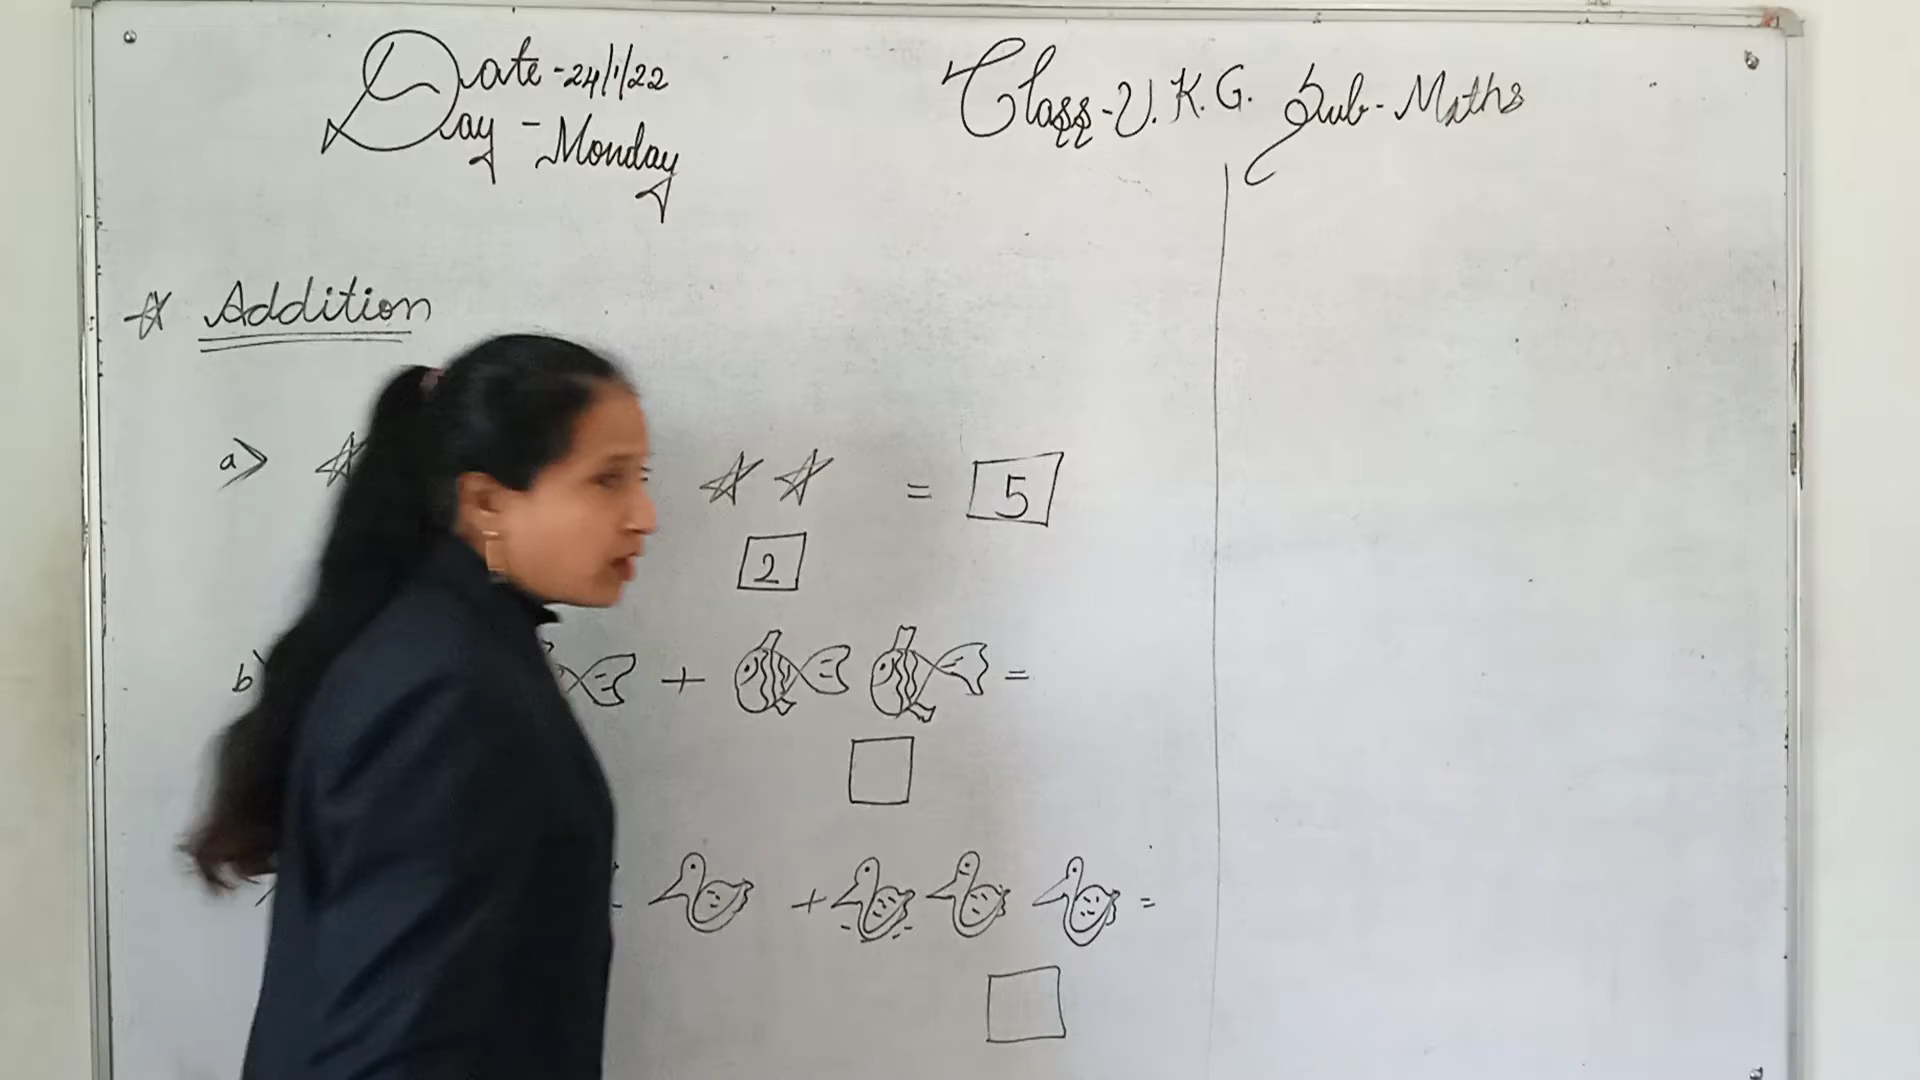 Date - 24/1/22
Day - Monday
Class - U.K.G. Sub - Maths
Addition
a> = 5
2
b + =
+ =